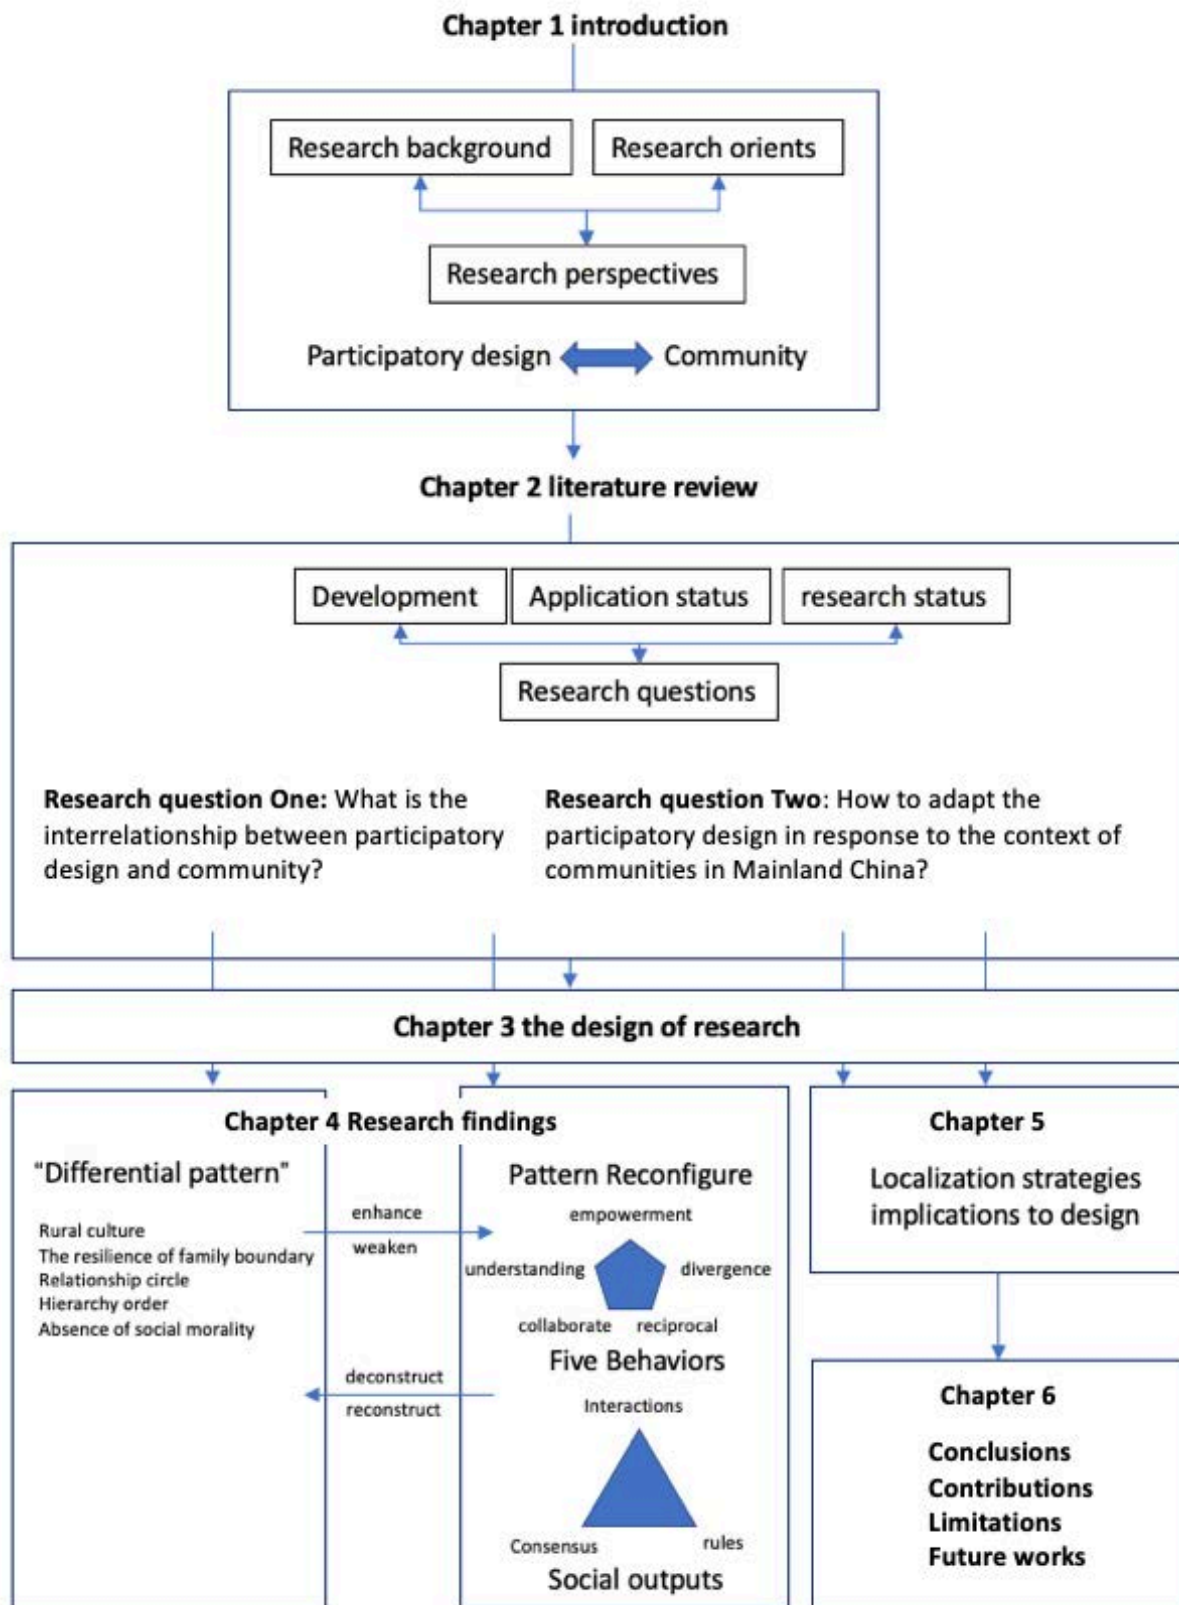 Chapter 1 introduction
Research background
Research orients
Research perspectives
Participatory design
Community
Chapter 2 literature review
Development
Application status
research status
Research questions
Research question One: What is the
interrelationship between participatory
design and community?
Research question Two: How to adapt the
participatory design in response to the context of
communities in Mainland China?
Chapter 3 the design of research
Chapter 4 Research findings
"Differential pattern"
Rural culture
The resilience of family boundary
Relationship circle
Hierarchy order
Absence of social morality
enhance
weaken
deconstruct
reconstruct
Pattern Reconfigure
empowerment
understanding
divergence
collaborate
reciprocal
Five Behaviors
Interactions
Consensus
rules
Social outputs
Chapter 5
Localization strategies
implications to design
Chapter 6
Conclusions
Contributions
Limitations
Future works